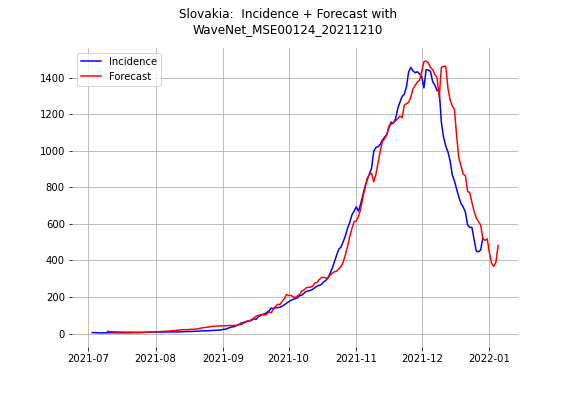 Slovakia:  Incidence + Forecast with
WaveNet_MSE00124_20211210
Incidence
Forecast
1400
1200
1000
800
600
400
200
0
2021-07 2021-08 2021-09 2021-10 2021-11 2021-12 2022-01